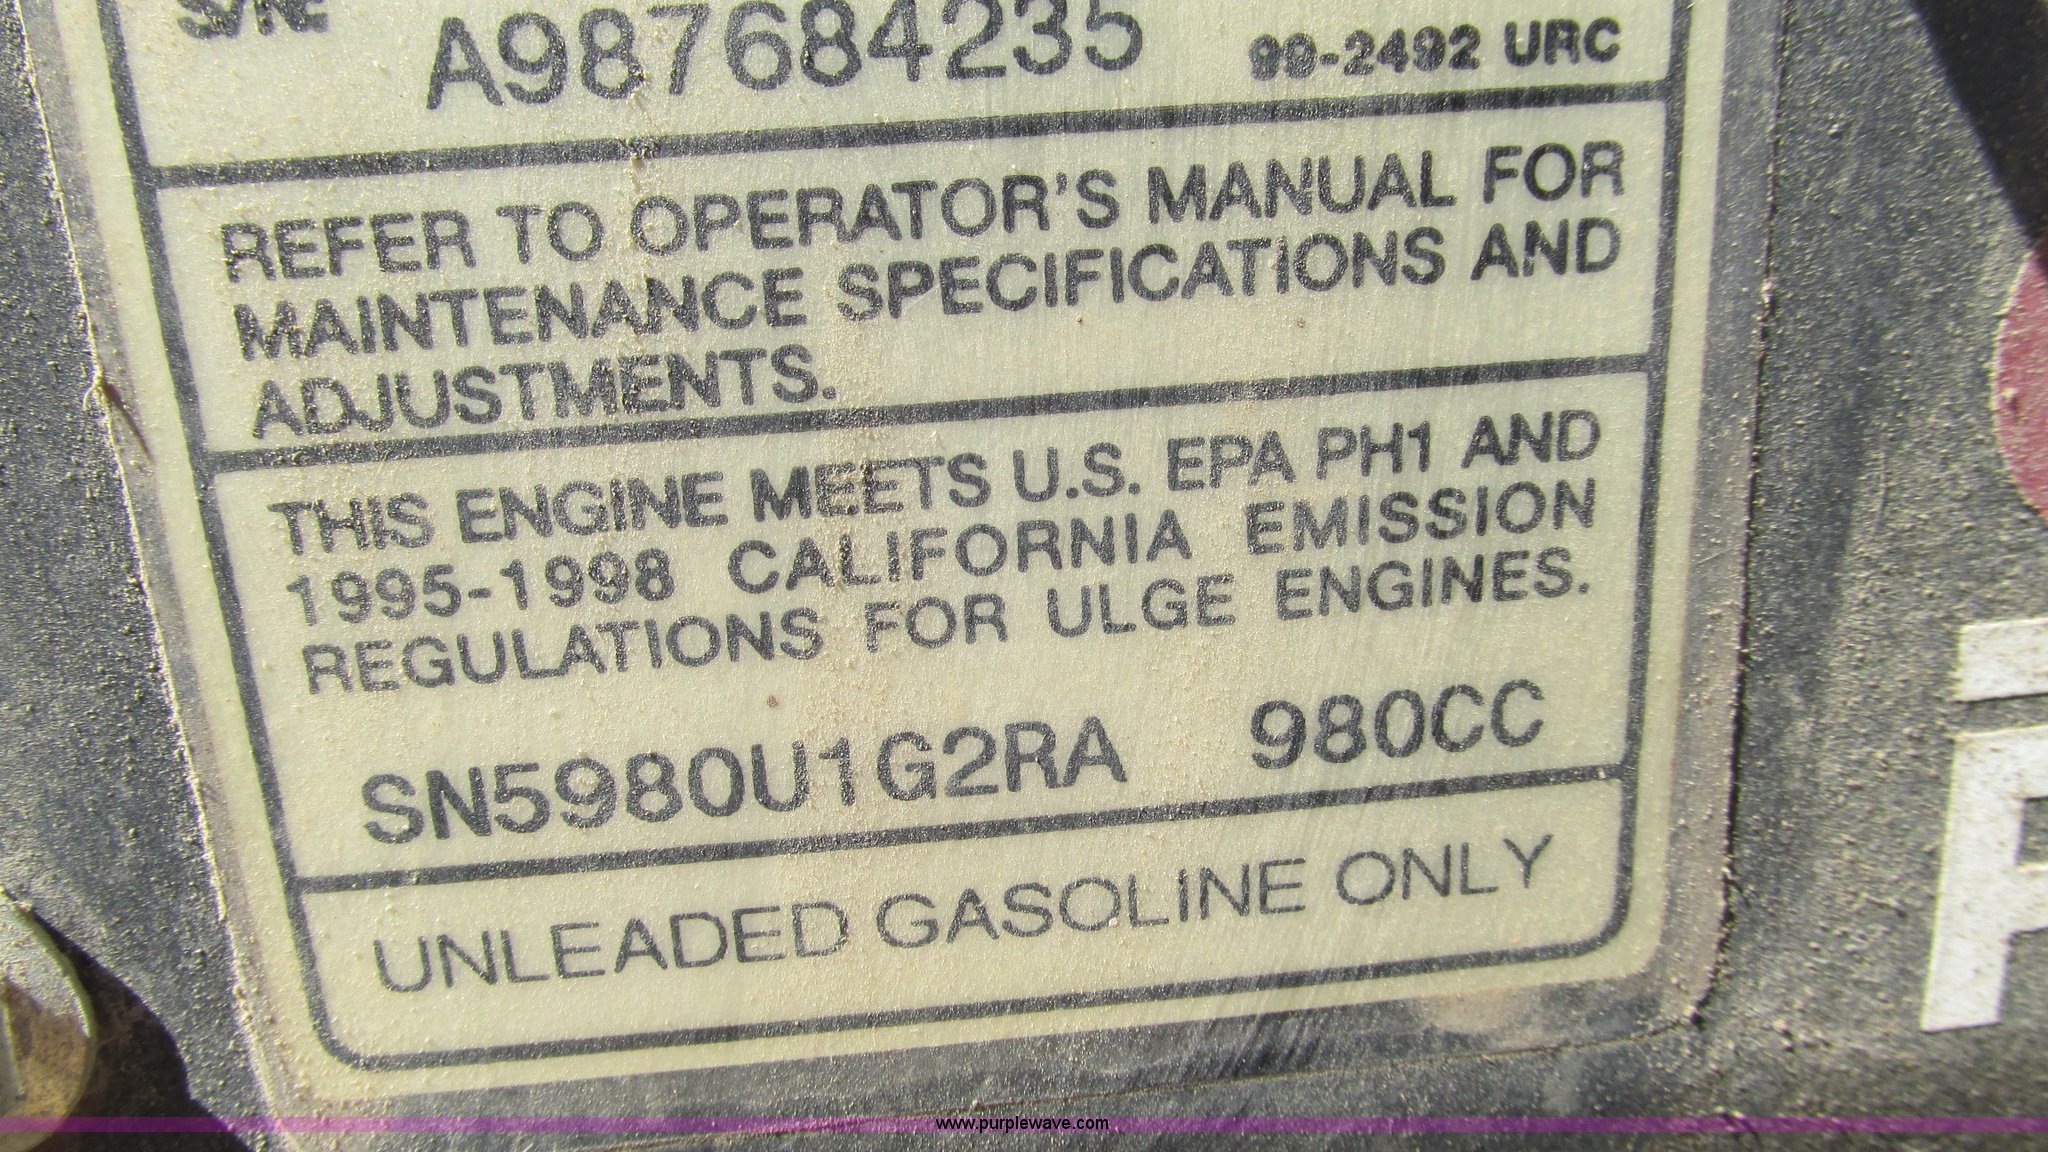 S/Nº
A987684235
99-2492 URC
REFER TO OPERATOR'S MANUAL FOR
MAINTENANCE SPECIFICATIONS AND
ADJUSTMENTS.
THIS ENGINE MEETS U.S. EPA PH1 AND
1995-1998 CALIFORNIA EMISSION
REGULATIONS FOR ULGE ENGINES.
SN5980U1G2RA 980CC
UNLEADED GASOLINE ONLY
www.purplewave.com